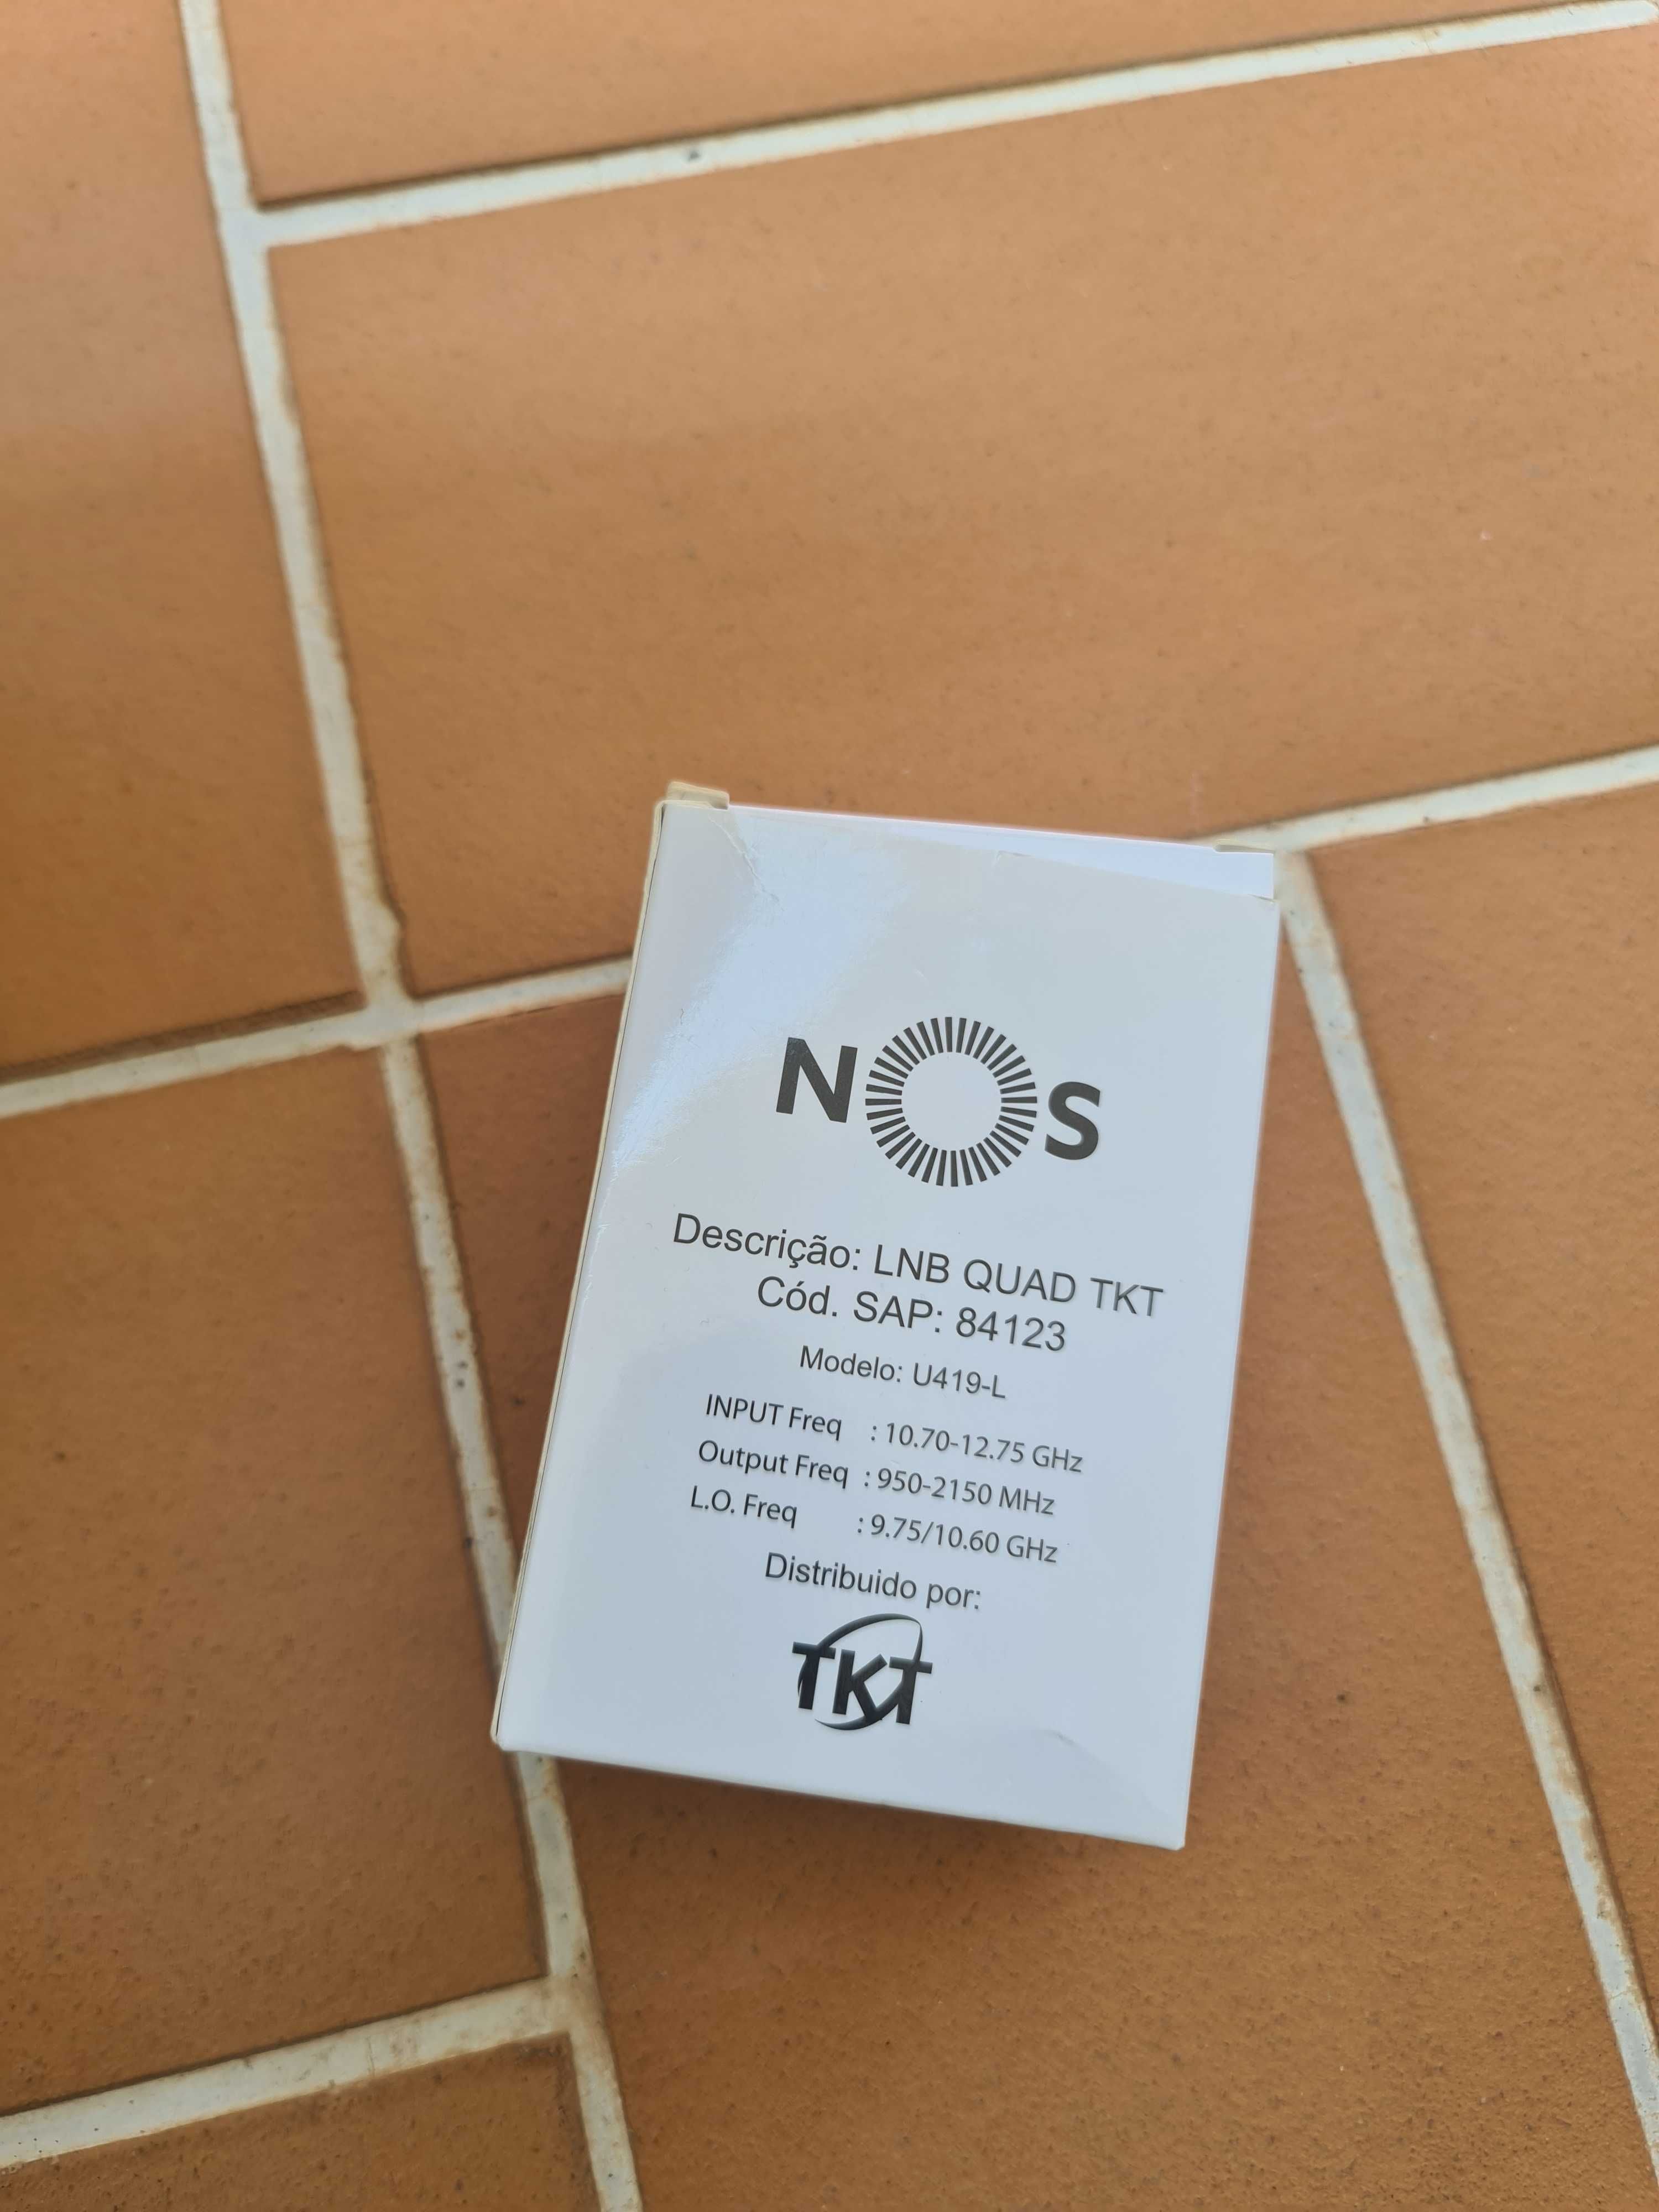 NOS
Descrição: LNB QUAD TKT
Cód. SAP: 84123
Modelo: U419-L
INPUT Freq : 10.70-12.75 GHz
Output Freq : 950-2150 MHz
L.O. Freq : 9.75/10.60 GHz
Distribuido por:
TKT